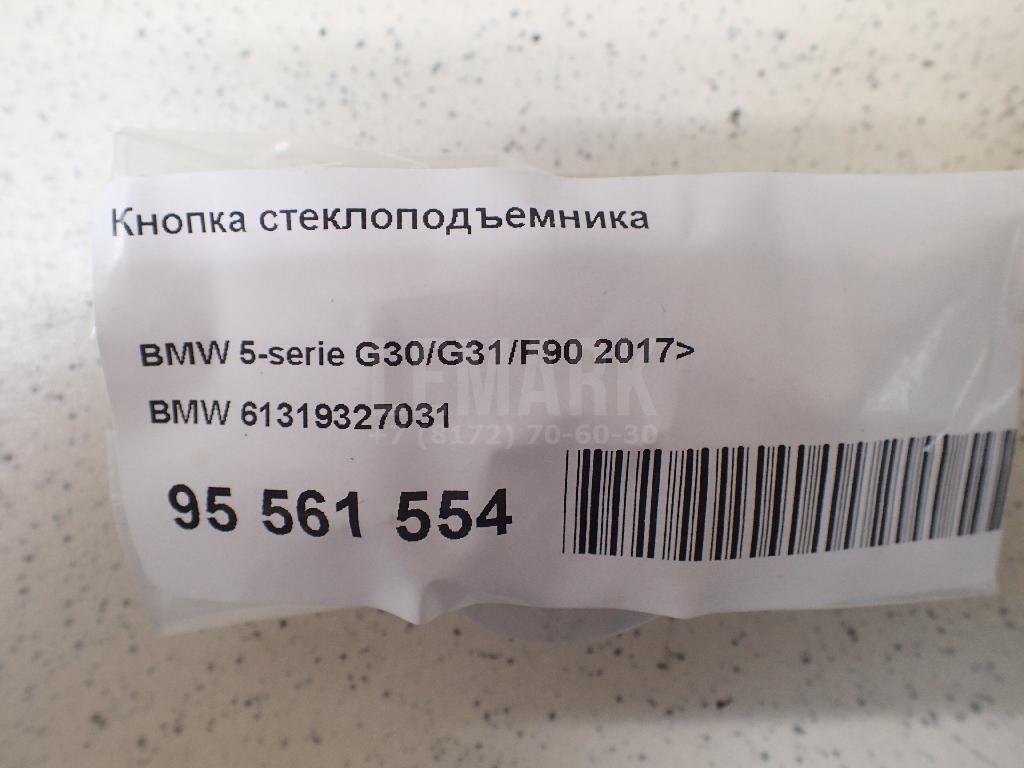 Кнопка стеклоподъемника
BMW 5-serie G30/G31/F90 2017>
LEMARK
BMW 61319327031
+7 (8172) 70-60-30
95 561 554